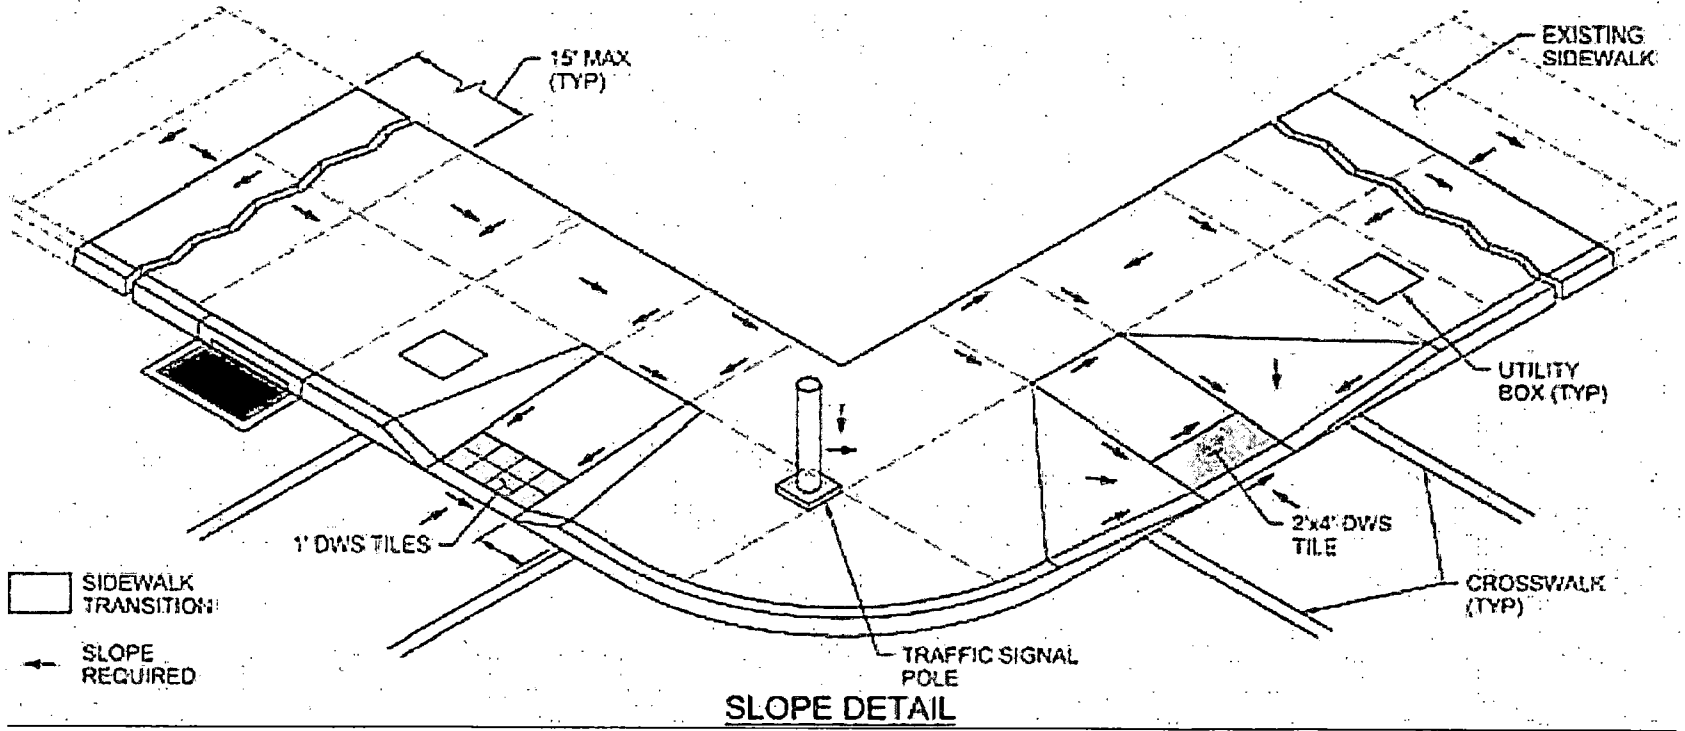 15' MAX
(TYP)
EXISTING
SIDEWALK
UTILITY
BOX (TYP)
1' DWS TILES
2'x4' DWS
TILE
SIDEWALK
TRANSITION
CROSSWALK
(TYP)
SLOPE
REQUIRED
TRAFFIC SIGNAL
POLE
SLOPE DETAIL